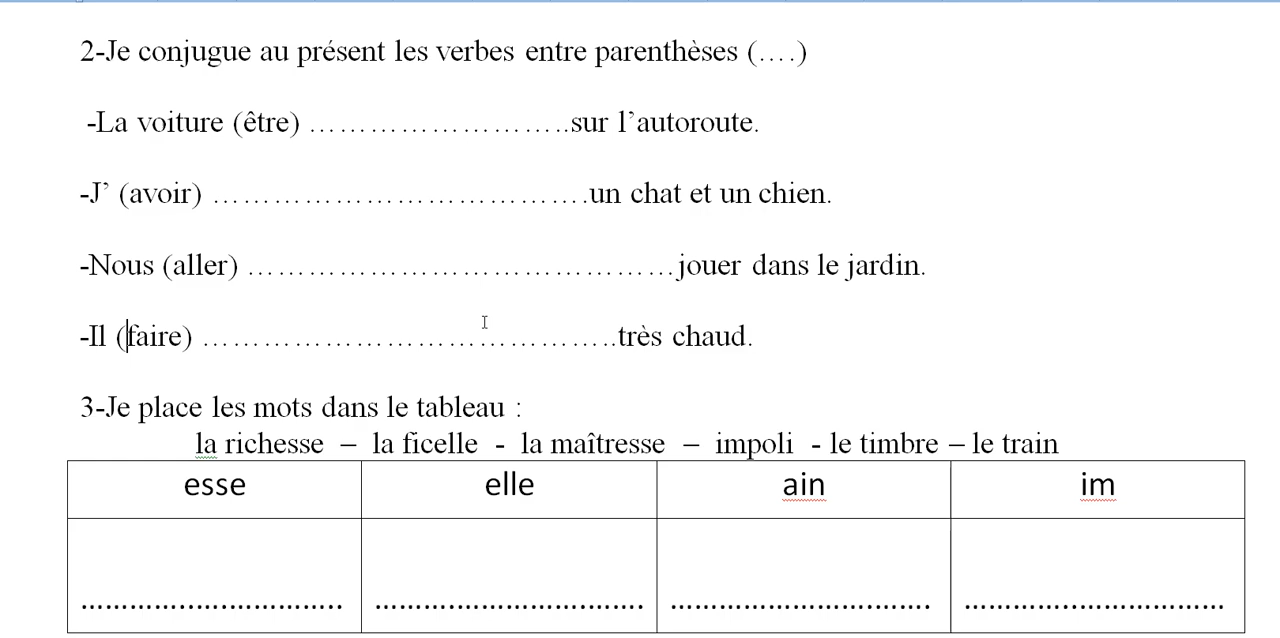 2-Je conjugue au présent les verbes entre parenthèses (….)
-La voiture (être) ……………………..sur l’autoroute.
-J’ (avoir) ……………………………….un chat et un chien.
-Nous (aller) ……………………………………jouer dans le jardin.
-Il (faire) …………………………………..très chaud.
3-Je place les mots dans le tableau :
la richesse – la ficelle - la maîtresse – impoli - le timbre – le train
esse elle ain im
…………………………….. …………………………….. …………………………….. ……………………………..